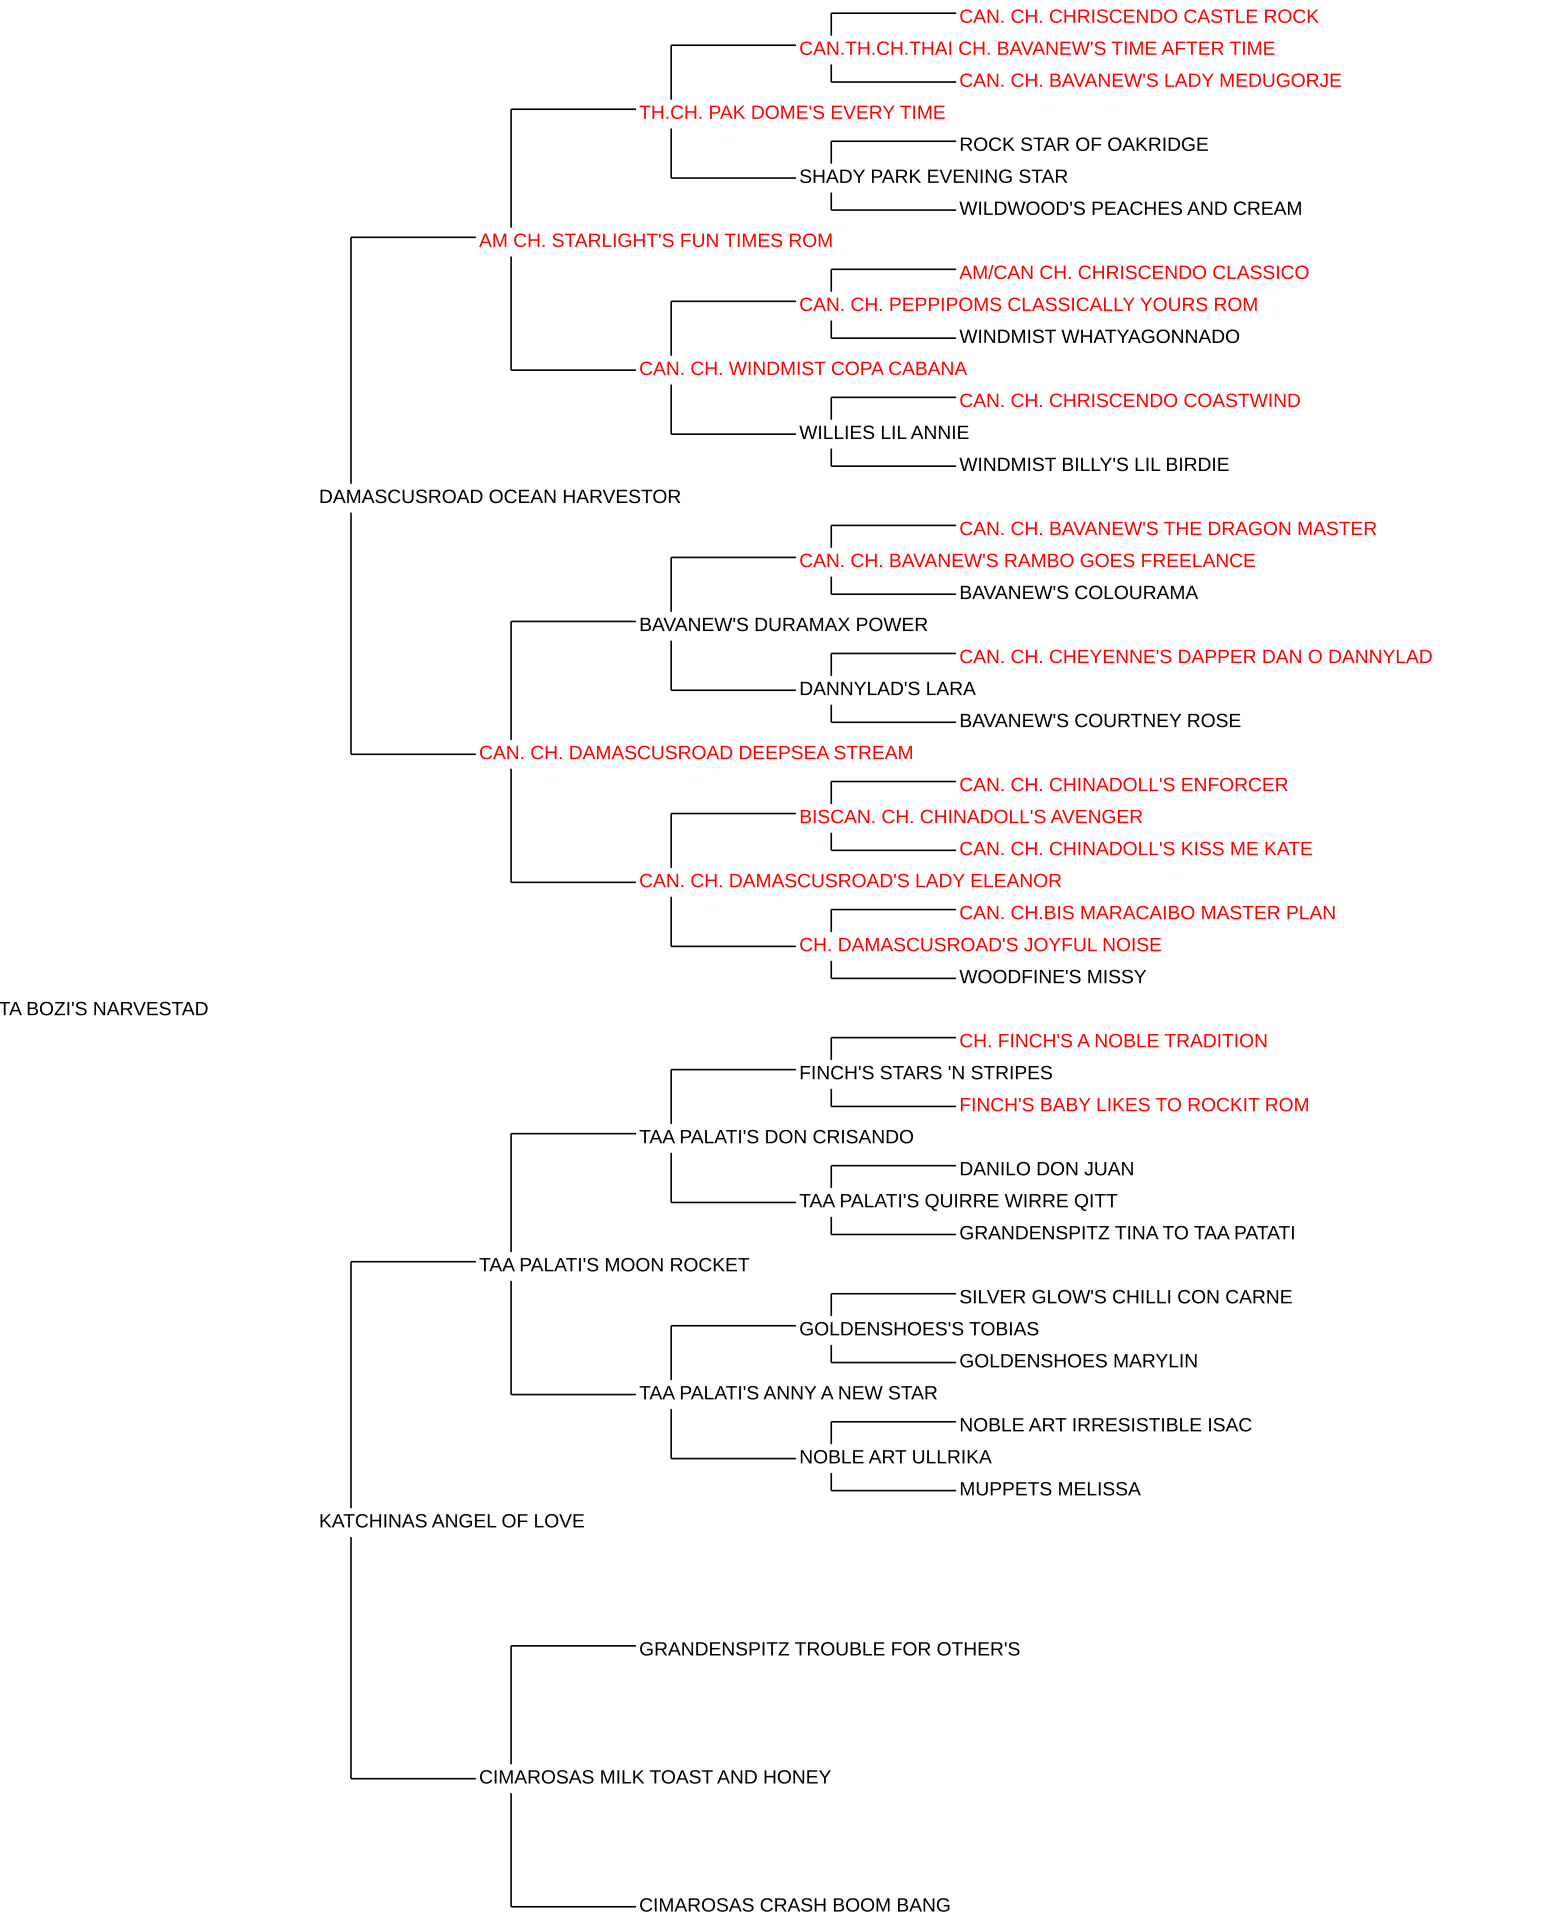 CAN. CH. CHRISCENDO CASTLE ROCK
CAN.TH.CH.THAI CH. BAVANEW'S TIME AFTER TIME
CAN. CH. BAVANEW'S LADY MEDUGORJE
TH.CH. PAK DOME'S EVERY TIME
ROCK STAR OF OAKRIDGE
SHADY PARK EVENING STAR
WILDWOOD'S PEACHES AND CREAM
AM CH. STARLIGHT'S FUN TIMES ROM
AM/CAN CH. CHRISCENDO CLASSICO
CAN. CH. PEPPIPOMS CLASSICALLY YOURS ROM
WINDMIST WHATYAGONNADO
CAN. CH. WINDMIST COPA CABANA
CAN. CH. CHRISCENDO COASTWIND
WILLIES LIL ANNIE
WINDMIST BILLY'S LIL BIRDIE
DAMASCUSROAD OCEAN HARVESTOR
CAN. CH. BAVANEW'S THE DRAGON MASTER
CAN. CH. BAVANEW'S RAMBO GOES FREELANCE
BAVANEW'S COLOURAMA
BAVANEW'S DURAMAX POWER
CAN. CH. CHEYENNE'S DAPPER DAN O DANNYLAD
DANNYLAD'S LARA
BAVANEW'S COURTNEY ROSE
CAN. CH. DAMASCUSROAD DEEPSEA STREAM
CAN. CH. CHINADOLL'S ENFORCER
BISCAN. CH. CHINADOLL'S AVENGER
CAN. CH. CHINADOLL'S KISS ME KATE
CAN. CH. DAMASCUSROAD'S LADY ELEANOR
CAN. CH.BIS MARACAIBO MASTER PLAN
CH. DAMASCUSROAD'S JOYFUL NOISE
WOODFINE'S MISSY
TA BOZI'S NARVESTAD
CH. FINCH'S A NOBLE TRADITION
FINCH'S STARS 'N STRIPES
FINCH'S BABY LIKES TO ROCKIT ROM
TAA PALATI'S DON CRISANDO
DANILO DON JUAN
TAA PALATI'S QUIRRE WIRRE QITT
GRANDENSPITZ TINA TO TAA PATATI
TAA PALATI'S MOON ROCKET
SILVER GLOW'S CHILLI CON CARNE
GOLDENSHOES'S TOBIAS
GOLDENSHOES MARYLIN
TAA PALATI'S ANNY A NEW STAR
NOBLE ART IRRESISTIBLE ISAC
NOBLE ART ULLRIKA
MUPPETS MELISSA
KATCHINAS ANGEL OF LOVE
GRANDENSPITZ TROUBLE FOR OTHER'S
CIMAROSAS MILK TOAST AND HONEY
CIMAROSAS CRASH BOOM BANG